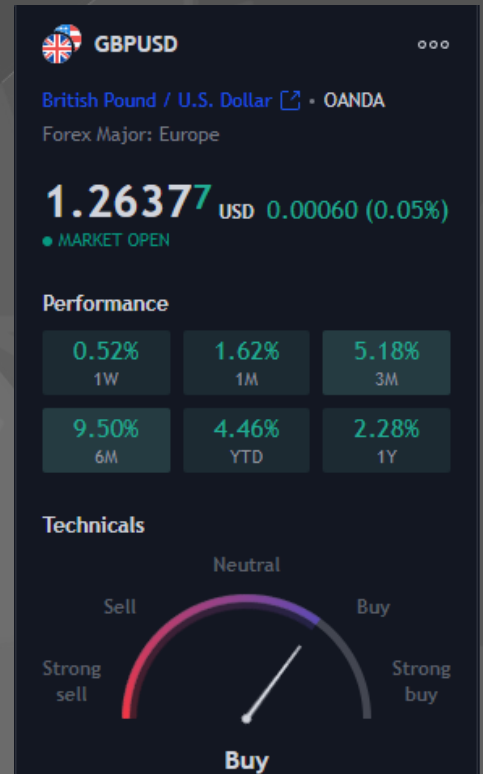 GBPUSD
British Pound / U.S. Dollar • OANDA
Forex Major: Europe
1.26377 USD 0.00060 (0.05%)
● MARKET OPEN
Performance
0.52% 1.62% 5.18%
1W 1M 3M
9.50% 4.46% 2.28%
6M YTD 1Y
Technicals
Neutral
Sell Buy
Strong sell Strong buy
Buy